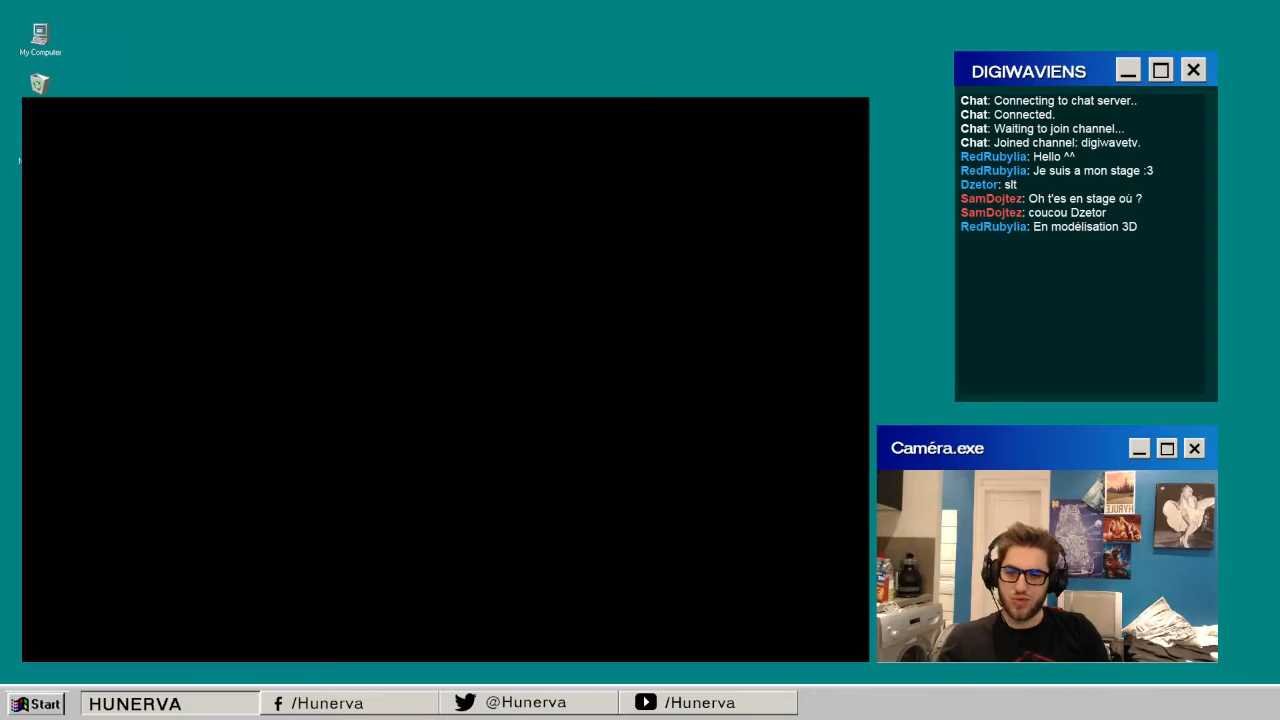 My Computer
DIGIWAVIENS
Chat: Connecting to chat server..
Chat: Connected.
Chat: Waiting to join channel...
Chat: Joined channel: digiwavetv.
RedRubylia: Hello ^^
RedRubylia: Je suis a mon stage :3
Dzetor: slt
SamDojtez: Oh t'es en stage où ?
SamDojtez: coucou Dzetor
RedRubylia: En modélisation 3D
Caméra.exe
HYRULE
Start
HUNERVA
/Hunerva
@Hunerva
/Hunerva